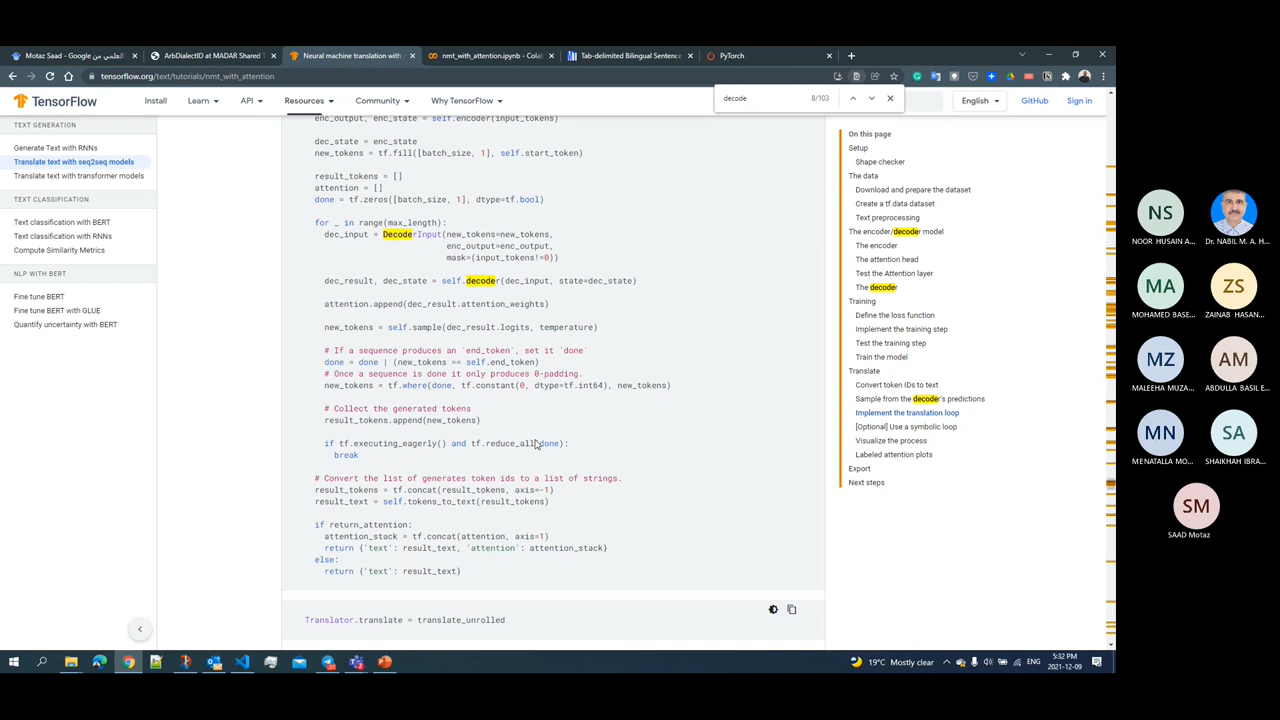 Motaz Saad - Google العلمي من
ArbDialectID at MADAR Shared
Neural machine translation with
nmt_with_attention.ipynb - Colab
Tab-delimited Bilingual Sentence
PyTorch
tensorflow.org/text/tutorials/nmt_with_attention
TensorFlow
Install
Learn
API
Resources
Community
Why TensorFlow
decode
8/103
English
GitHub
Sign in
TEXT GENERATION
Generate Text with RNNs
Translate text with seq2seq models
Translate text with transformer models
TEXT CLASSIFICATION
Text classification with BERT
Text classification with RNNs
Compute Similarity Metrics
NLP WITH BERT
Fine tune BERT
Fine tune BERT with GLUE
Quantify uncertainty with BERT
enc_output, enc_state = self.encoder(input_tokens)
dec_state = enc_state
new_tokens = tf.fill([batch_size, 1], self.start_token)
result_tokens = []
attention = []
done = tf.zeros([batch_size, 1], dtype=tf.bool)
for _ in range(max_length):
dec_input = DecoderInput(new_tokens=new_tokens,
enc_output=enc_output,
mask=(input_tokens!=0))
dec_result, dec_state = self.decoder(dec_input, state=dec_state)
attention.append(dec_result.attention_weights)
new_tokens = self.sample(dec_result.logits, temperature)
# If a sequence produces an `end_token`, set it `done`
done = done | (new_tokens == self.end_token)
# Once a sequence is done it only produces 0-padding.
new_tokens = tf.where(done, tf.constant(0, dtype=tf.int64), new_tokens)
# Collect the generated tokens
result_tokens.append(new_tokens)
if tf.executing_eagerly() and tf.reduce_all(done):
break
# Convert the list of generates token ids to a list of strings.
result_tokens = tf.concat(result_tokens, axis=-1)
result_text = self.tokens_to_text(result_tokens)
if return_attention:
attention_stack = tf.concat(attention, axis=1)
return {'text': result_text, 'attention': attention_stack}
else:
return {'text': result_text}
Translator.translate = translate_unrolled
On this page
Setup
Shape checker
The data
Download and prepare the dataset
Create a tf.data dataset
Text preprocessing
The encoder/decoder model
The encoder
The attention head
Test the Attention layer
The decoder
Training
Define the loss function
Implement the training step
Test the training step
Train the model
Translate
Convert token IDs to text
Sample from the decoder's predictions
Implement the translation loop
[Optional] Use a symbolic loop
Visualize the process
Labeled attention plots
Export
Next steps
19°C Mostly clear
ENG
5:32 PM
2021-12-09
NS
NOOR HUSAIN A...
Dr. NABIL M. A. H...
MA
MOHAMED BASE...
ZS
ZAINAB HASAN...
MZ
MALEEHA MUZA...
AM
ABDULLA BASIL E...
MN
MENATALLA MO...
SA
SHAIKHAH IBRA...
SM
SAAD Motaz